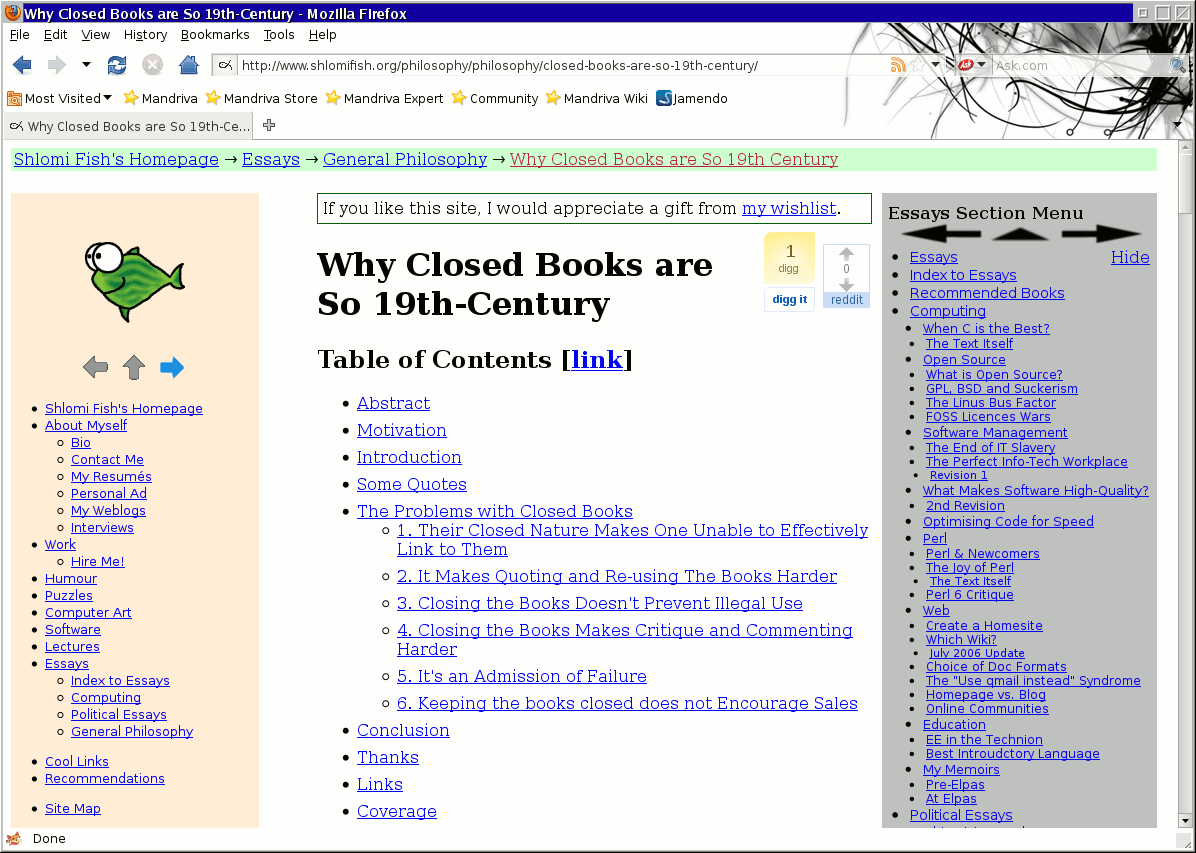 Why Closed Books are So 19th-Century - Mozilla Firefox
File Edit View History Bookmarks Tools Help
http://www.shlomifish.org/philosophy/philosophy/closed-books-are-so-19th-century/
Ask.com
Most Visited Mandriva Mandriva Store Mandriva Expert Community Mandriva Wiki Jamendo
Why Closed Books are So 19th-Ce...
Shlomi Fish's Homepage → Essays → General Philosophy → Why Closed Books are So 19th Century
Shlomi Fish's Homepage
About Myself
Bio
Contact Me
My Resumés
Personal Ad
My Weblogs
Interviews
Work
Hire Me!
Humour
Puzzles
Computer Art
Software
Lectures
Essays
Index to Essays
Computing
Political Essays
General Philosophy
Cool Links
Recommendations
Site Map
If you like this site, I would appreciate a gift from my wishlist.
1
digg
digg it
0
reddit
Why Closed Books are
So 19th-Century
Table of Contents [link]
Abstract
Motivation
Introduction
Some Quotes
The Problems with Closed Books
1. Their Closed Nature Makes One Unable to Effectively
Link to Them
2. It Makes Quoting and Re-using The Books Harder
3. Closing the Books Doesn't Prevent Illegal Use
4. Closing the Books Makes Critique and Commenting
Harder
5. It's an Admission of Failure
6. Keeping the books closed does not Encourage Sales
Conclusion
Thanks
Links
Coverage
Essays Section Menu
Hide
Essays
Index to Essays
Recommended Books
Computing
When C is the Best?
The Text Itself
Open Source
What is Open Source?
GPL, BSD and Suckerism
The Linus Bus Factor
FOSS Licences Wars
Software Management
The End of IT Slavery
The Perfect Info-Tech Workplace
Revision 1
What Makes Software High-Quality?
2nd Revision
Optimising Code for Speed
Perl
Perl & Newcomers
The Joy of Perl
The Text Itself
Perl 6 Critique
Web
Create a Homesite
Which Wiki?
July 2006 Update
Choice of Doc Formats
The "Use qmail instead" Syndrome
Homepage vs. Blog
Online Communities
Education
EE in the Technion
Best Introudctory Language
My Memoirs
Pre-Elpas
At Elpas
Political Essays
Done